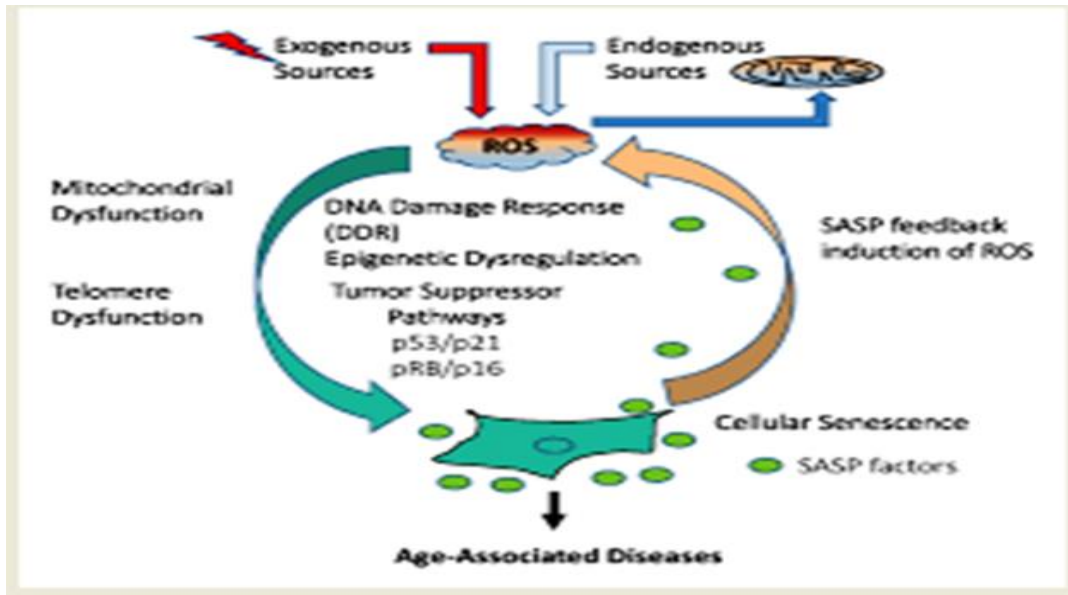 Exogenous
Sources
Endogenous
Sources
ROS
Mitochondrial
Dysfunction
DNA Damage Response
(DDR)
Epigenetic Dysregulation
SASP feedback
induction of ROS
Telomere
Dysfunction
Tumor Suppressor
Pathways
p53/p21
pRB/p16
Cellular Senescence
SASP factors
Age-Associated Diseases